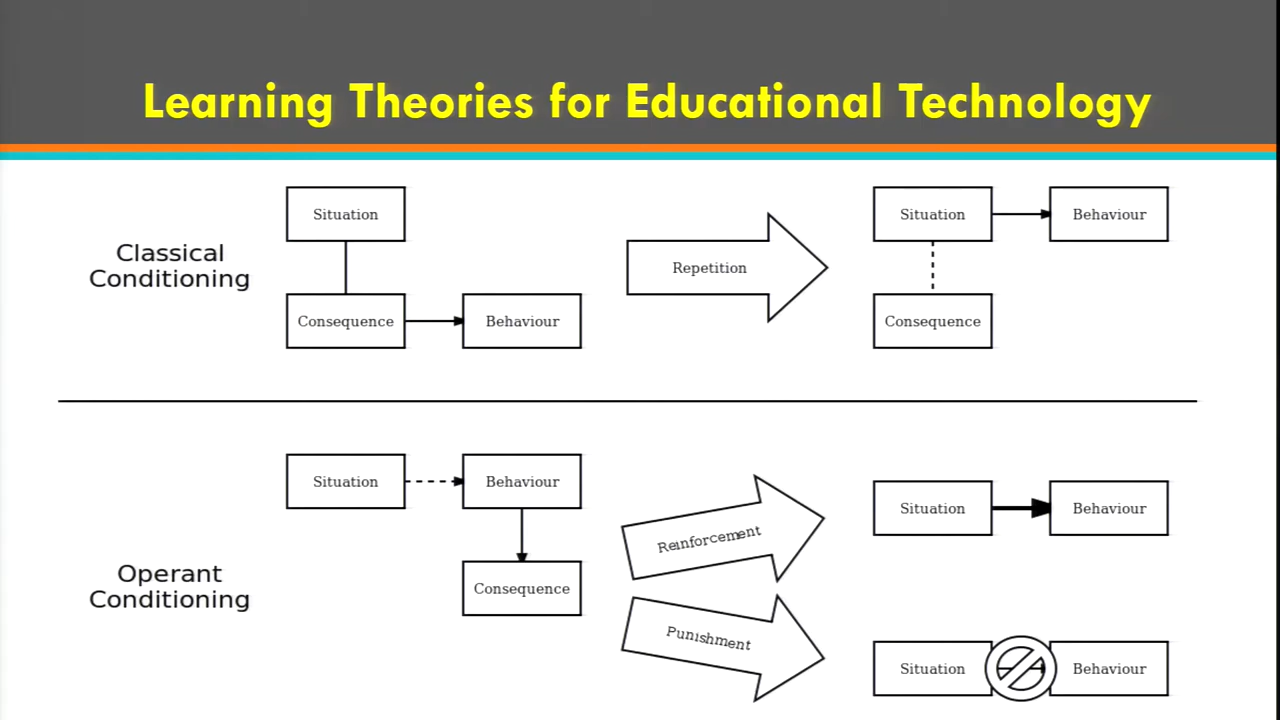 Learning Theories for Educational Technology
Classical
Conditioning
Situation
Consequence
Behaviour
Repetition
Situation
Behaviour
Consequence
Operant
Conditioning
Situation
Behaviour
Consequence
Reinforcement
Punishment
Situation
Behaviour
Situation
Behaviour